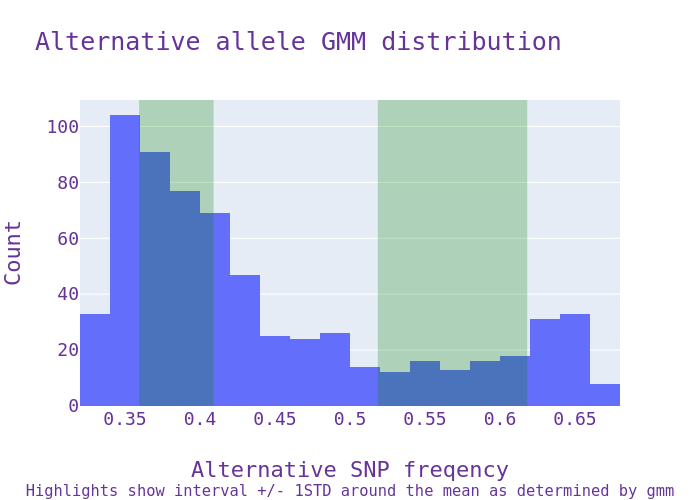 Alternative allele GMM distribution
100
80
60
40
20
0
Count
0.35 0.4 0.45 0.5 0.55 0.6 0.65
Alternative SNP freqency
Highlights show interval +/- 1STD around the mean as determined by gmm